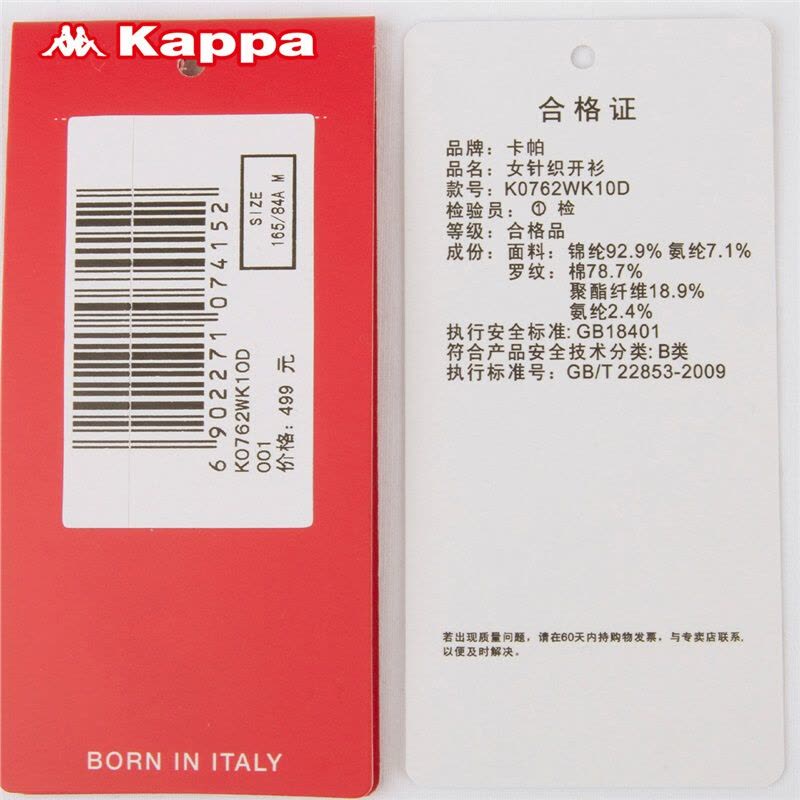 Kappa
SIZE
165/84A M
6 902271 074152
K0762WK10D
001
价格: 499 元
BORN IN ITALY
合格证
品牌: 卡帕
品名: 女针织开衫
款号: K0762WK10D
检验员: ① 检
等级: 合格品
成份: 面料: 锦纶92.9% 氨纶7.1%
罗纹: 棉78.7%
聚酯纤维18.9%
氨纶2.4%
执行安全标准: GB18401
符合产品安全技术分类: B类
执行标准号: GB/T 22853-2009
若出现质量问题, 请在60天内持购物发票, 与专卖店联系,
以便及时解决。